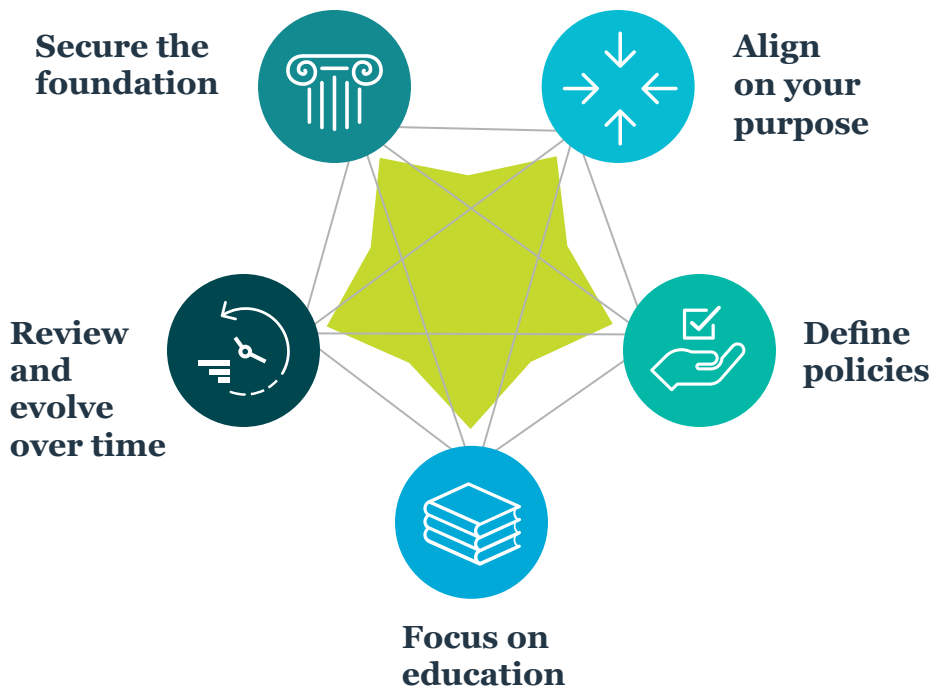 Secure the
foundation
Align
on your
purpose
Review
and
evolve
over time
Define
policies
Focus on
education